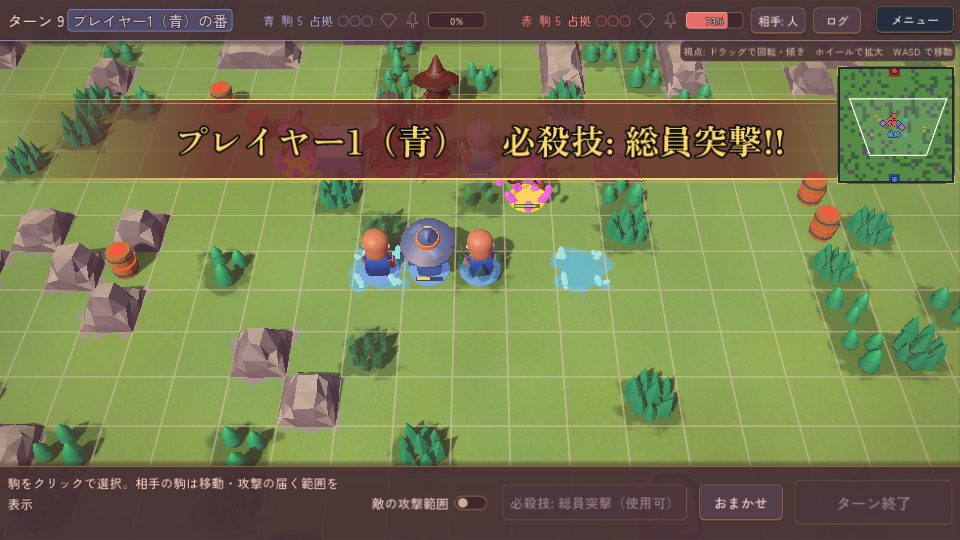 ターン 9 プレイヤー1（青）の番 青 駒 5 占拠 〇〇〇 0% 赤 駒 5 占拠 〇〇〇 73% 相手: 人 ログ メニュー
視点: ドラッグで回転・傾き ホイールで拡大 WASD で移動
プレイヤー1（青） 必殺技: 総員突撃!!
駒をクリックで選択。相手の駒は移動・攻撃の届く範囲を
表示
敵の攻撃範囲 必殺技: 総員突撃（使用可） おまかせ ターン終了